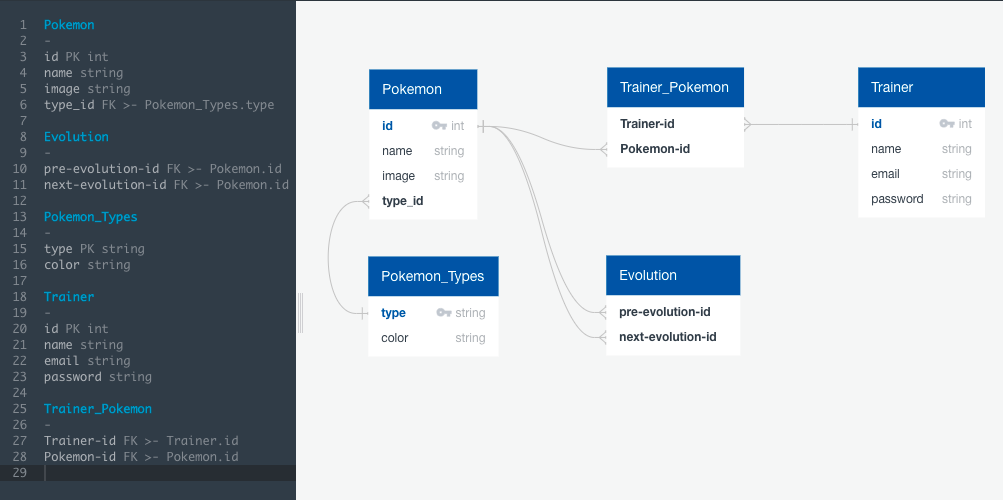 1 Pokemon
2 -
3 id PK int
4 name string
5 image string
6 type_id FK >- Pokemon_Types.type
7
8 Evolution
9 -
10 pre-evolution-id FK >- Pokemon.id
11 next-evolution-id FK >- Pokemon.id
12
13 Pokemon_Types
14 -
15 type PK string
16 color string
17
18 Trainer
19 -
20 id PK int
21 name string
22 email string
23 password string
24
25 Trainer_Pokemon
26 -
27 Trainer-id FK >- Trainer.id
28 Pokemon-id FK >- Pokemon.id
29
Pokemon
id int
name string
image string
type_id
Trainer_Pokemon
Trainer-id
Pokemon-id
Trainer
id int
name string
email string
password string
Pokemon_Types
type string
color string
Evolution
pre-evolution-id
next-evolution-id